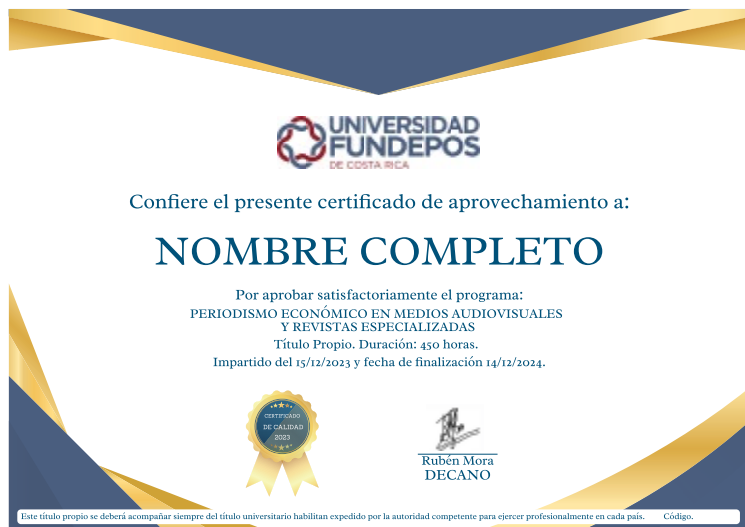 UNIVERSIDAD
FUNDEPOS
DE COSTA RICA
Confiere el presente certificado de aprovechamiento a:
NOMBRE COMPLETO
Por aprobar satisfactoriamente el programa:
PERIODISMO ECONÓMICO EN MEDIOS AUDIOVISUALES
Y REVISTAS ESPECIALIZADAS
Título Propio. Duración: 450 horas.
Impartido del 15/12/2023 y fecha de finalización 14/12/2024.
CERTIFICADO
DE CALIDAD
2023
Rubén Mora
DECANO
Este título propio se deberá acompañar siempre del título universitario habilitan expedido por la autoridad competente para ejercer profesionalmente en cada país. Código.